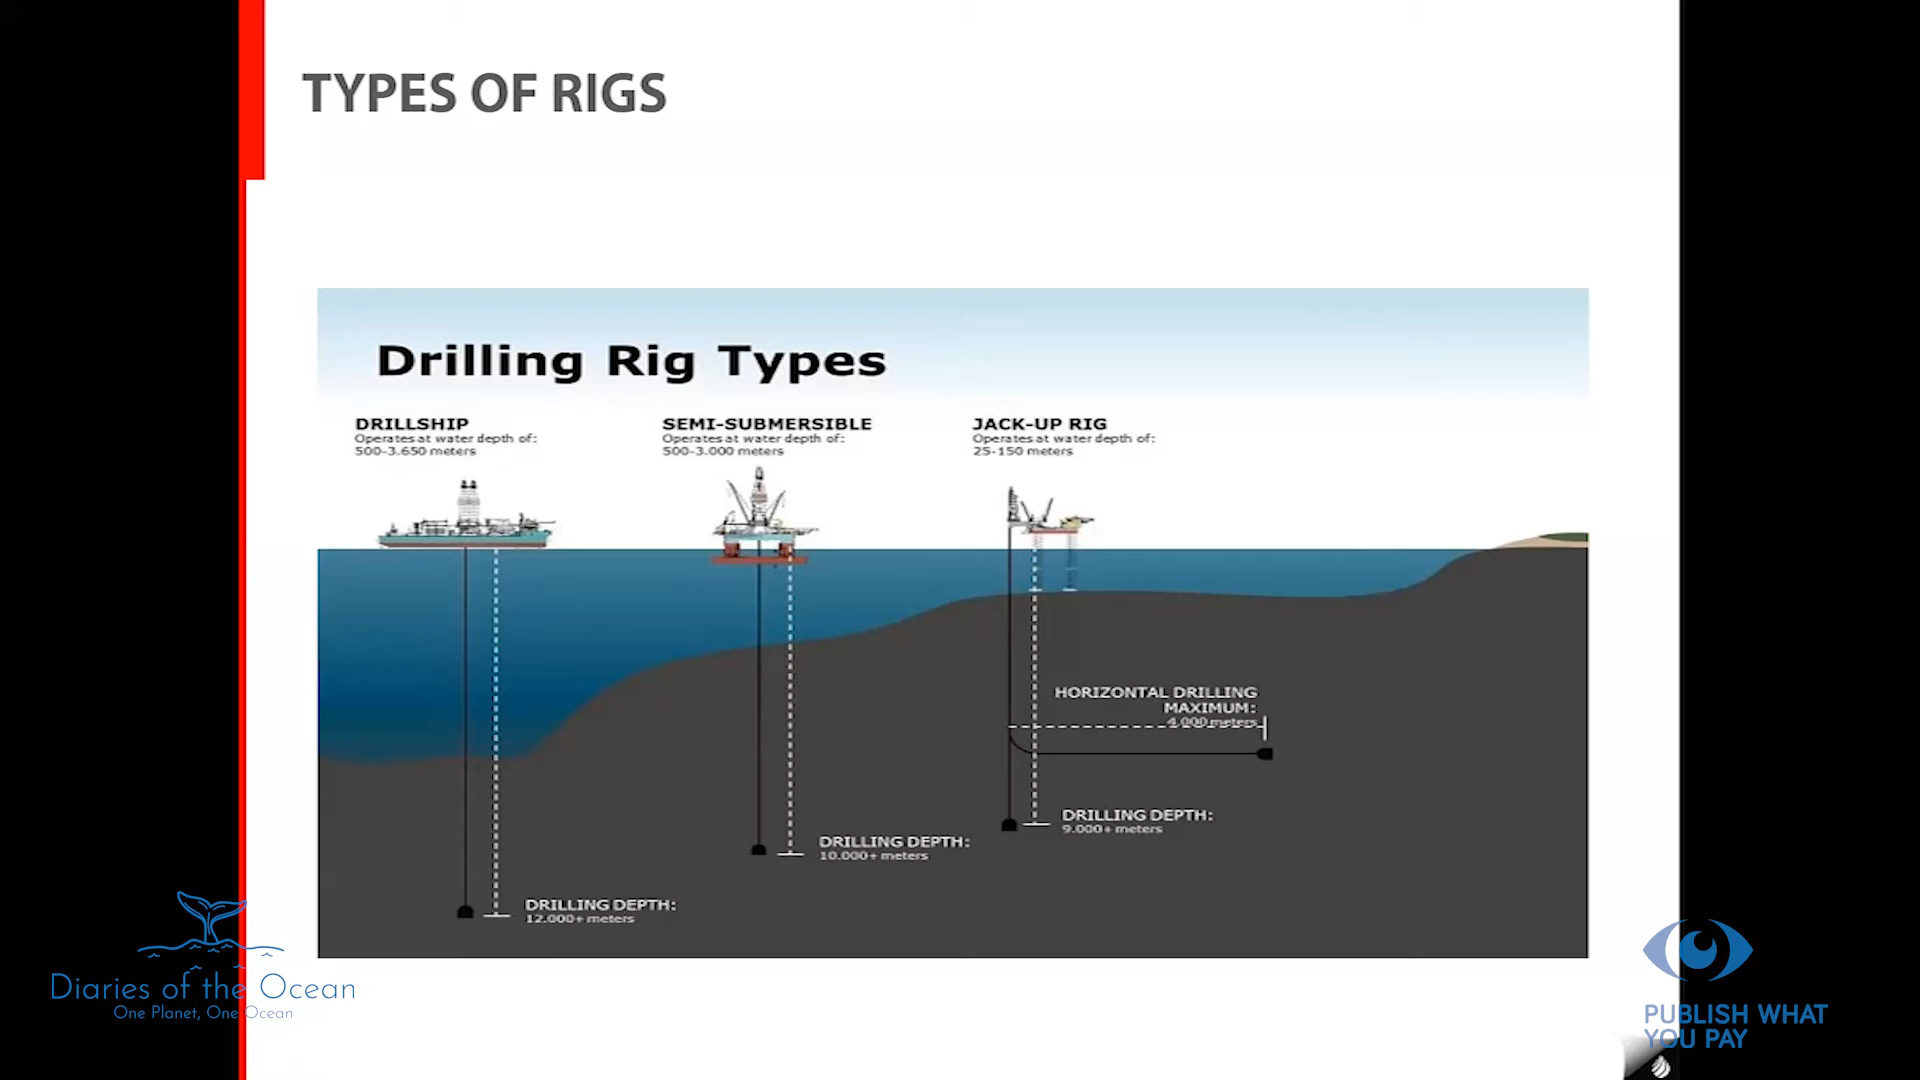 TYPES OF RIGS
Drilling Rig Types
DRILLSHIP
Operates at water depth of:
500-3.650 meters
SEMI-SUBMERSIBLE
Operates at water depth of:
500-3.000 meters
JACK-UP RIG
Operates at water depth of:
25-150 meters
HORIZONTAL DRILLING
MAXIMUM:
4.000 meters
DRILLING DEPTH:
9.000+ meters
DRILLING DEPTH:
10.000+ meters
DRILLING DEPTH:
12.000+ meters
Diaries of the Ocean
One Planet, One Ocean
PUBLISH WHAT
YOU PAY